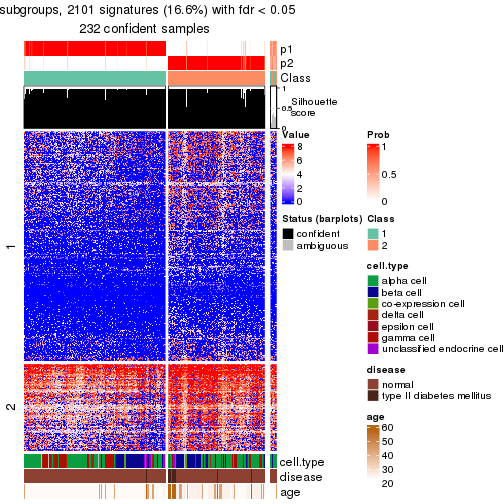 subgroups, 2101 signatures (16.6%) with fdr < 0.05
232 confident samples
p1
p2
Class
1
0.5
0
Silhouette
score
1
2
cell.type
disease
age
Value
8
6
4
2
0
Prob
1
0.5
0
Status (barplots)
confident
ambiguous
Class
1
2
cell.type
alpha cell
beta cell
co-expression cell
delta cell
epsilon cell
gamma cell
unclassified endocrine cell
disease
normal
type II diabetes mellitus
age
60
50
40
30
20